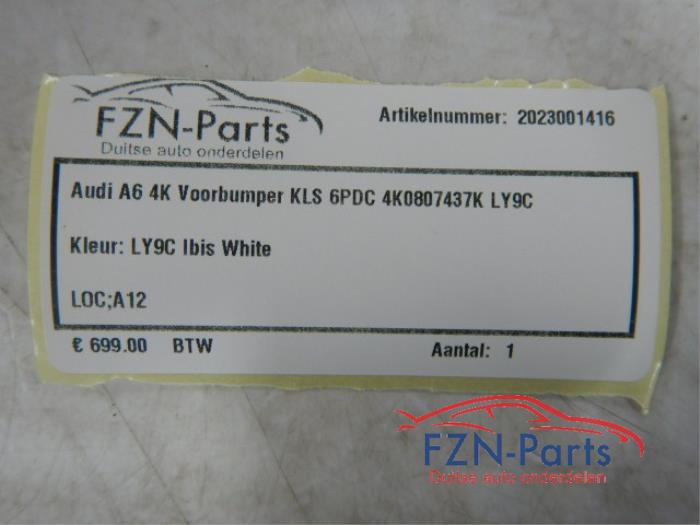 FZN-Parts
Duitse auto onderdelen
Artikelnummer: 2023001416
Audi A6 4K Voorbumper KLS 6PDC 4K0807437K LY9C
Kleur: LY9C Ibis White
LOC;A12
€ 699.00 BTW
Aantal: 1
FZN-Parts
Duitse auto onderdelen